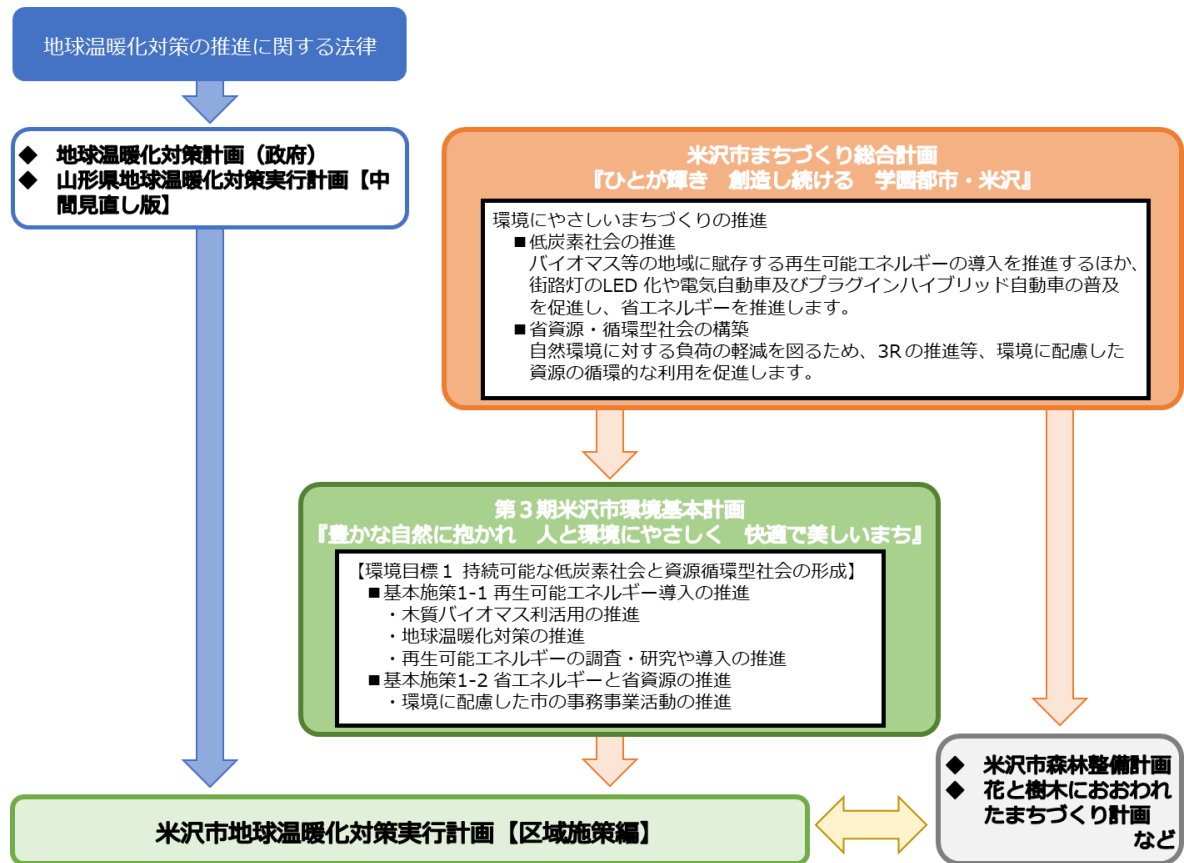 地球温暖化対策の推進に関する法律
◆ 地球温暖化対策計画（政府）
◆ 山形県地球温暖化対策実行計画【中
間見直し版】
米沢市まちづくり総合計画
『ひとが輝き　創造し続ける　学園都市・米沢』
環境にやさしいまちづくりの推進
■低炭素社会の推進
バイオマス等の地域に賦存する再生可能エネルギーの導入を推進するほか、
街路灯のLED 化や電気自動車及びプラグインハイブリッド自動車の普及
を促進し、省エネルギーを推進します。
■省資源・循環型社会の構築
自然環境に対する負荷の軽減を図るため、3Rの推進等、環境に配慮した
資源の循環的な利用を促進します。
第３期米沢市環境基本計画
『豊かな自然に抱かれ　人と環境にやさしく　快適で美しいまち』
【環境目標１ 持続可能な低炭素社会と資源循環型社会の形成】
■基本施策1-1 再生可能エネルギー導入の推進
・木質バイオマス利活用の推進
・地球温暖化対策の推進
・再生可能エネルギーの調査・研究や導入の推進
■基本施策1-2 省エネルギーと省資源の推進
・環境に配慮した市の事務事業活動の推進
米沢市地球温暖化対策実行計画【区域施策編】
◆ 米沢市森林整備計画
◆ 花と樹木におおわれ
たまちづくり計画
など